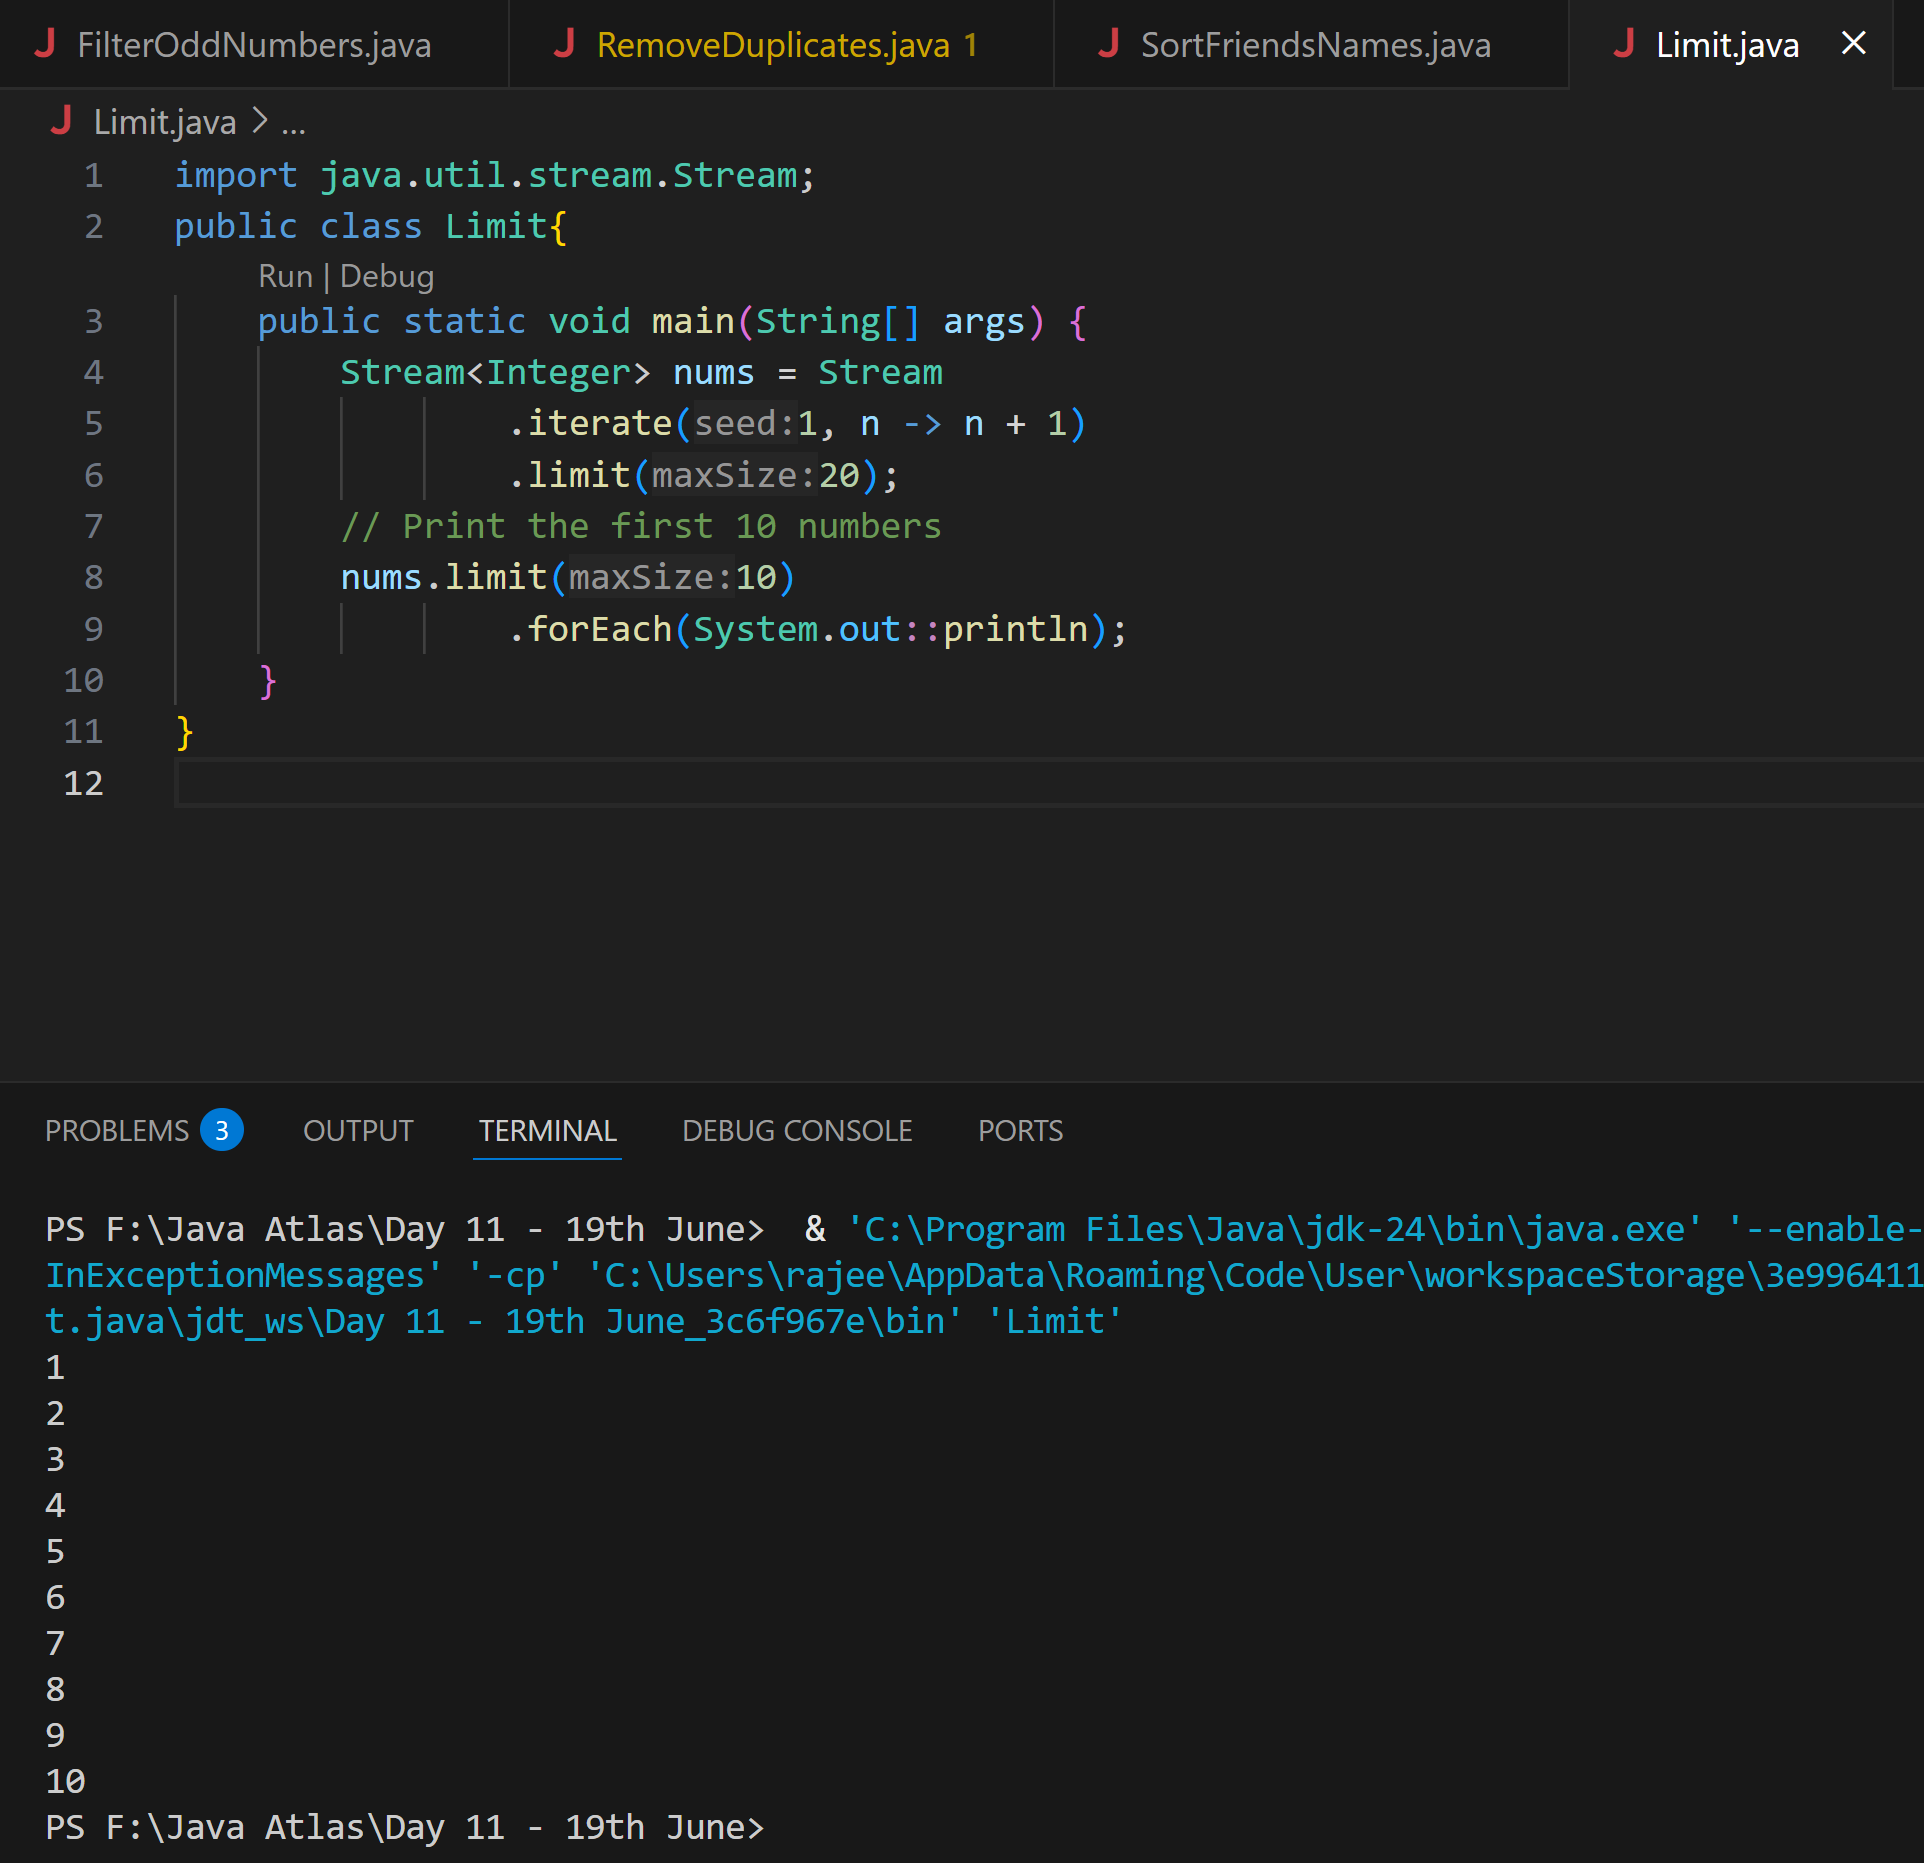 FilterOddNumbers.java RemoveDuplicates.java 1 SortFriendsNames.java Limit.java
Limit.java > ...
1 import java.util.stream.Stream;
2 public class Limit{
Run | Debug
3 public static void main(String[] args) {
4 Stream<Integer> nums = Stream
5 .iterate(seed:1, n -> n + 1)
6 .limit(maxSize:20);
7 // Print the first 10 numbers
8 nums.limit(maxSize:10)
9 .forEach(System.out::println);
10 }
11 }
12
PROBLEMS 3 OUTPUT TERMINAL DEBUG CONSOLE PORTS
PS F:\Java Atlas\Day 11 - 19th June>  & 'C:\Program Files\Java\jdk-24\bin\java.exe' '--enable-
InExceptionMessages' '-cp' 'C:\Users\rajee\AppData\Roaming\Code\User\workspaceStorage\3e996411
t.java\jdt_ws\Day 11 - 19th June_3c6f967e\bin' 'Limit'
1
2
3
4
5
6
7
8
9
10
PS F:\Java Atlas\Day 11 - 19th June>